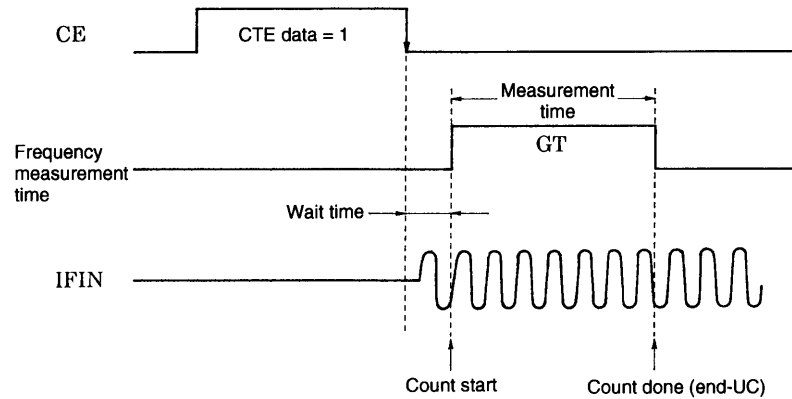 CE
CTE data = 1
Measurement
time
GT
Frequency
measurement
time
Wait time
IFIN
Count start
Count done (end-UC)